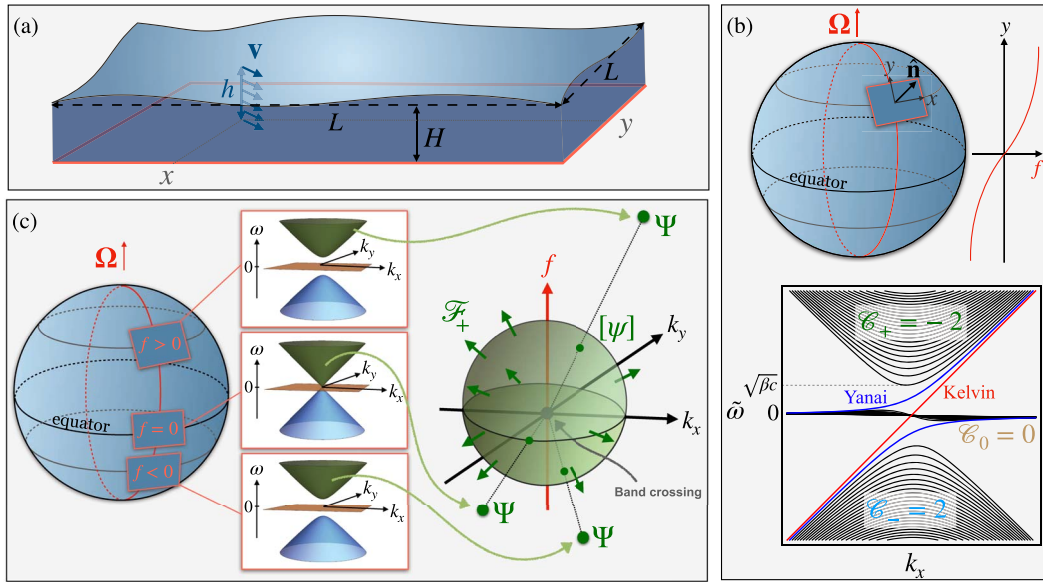 (a)
v
h
L
L
H
x
y
(b)
Ω
y
n̂
x
y
equator
f
(c)
Ω
f > 0
f = 0
f < 0
equator
ω
0
k_y
k_x
ω
0
k_y
k_x
ω
0
k_y
k_x
Ψ
f
ℱ₊
[ψ]
k_y
k_x
Band crossing
Ψ
Ψ
𝒞₊ = − 2
√βc
Yanai
Kelvin
ω̃ 0
𝒞₀ = 0
𝒞₋ = 2
k_x